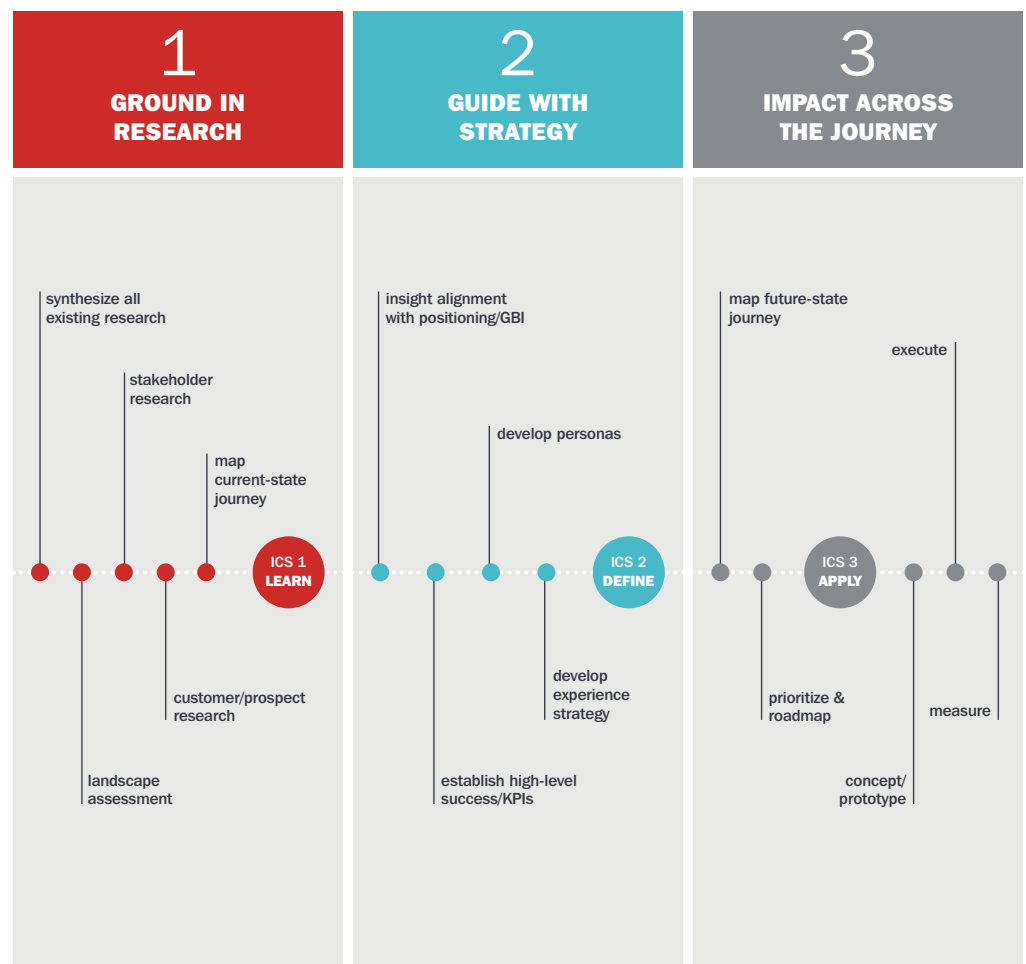 1
GROUND IN
RESEARCH
synthesize all
existing research
stakeholder
research
map
current-state
journey
ICS 1
LEARN
customer/prospect
research
landscape
assessment
2
GUIDE WITH
STRATEGY
insight alignment
with positioning/GBI
develop personas
ICS 2
DEFINE
develop
experience
strategy
establish high-level
success/KPIs
3
IMPACT ACROSS
THE JOURNEY
map future-state
journey
execute
ICS 3
APPLY
prioritize &
roadmap
measure
concept/
prototype